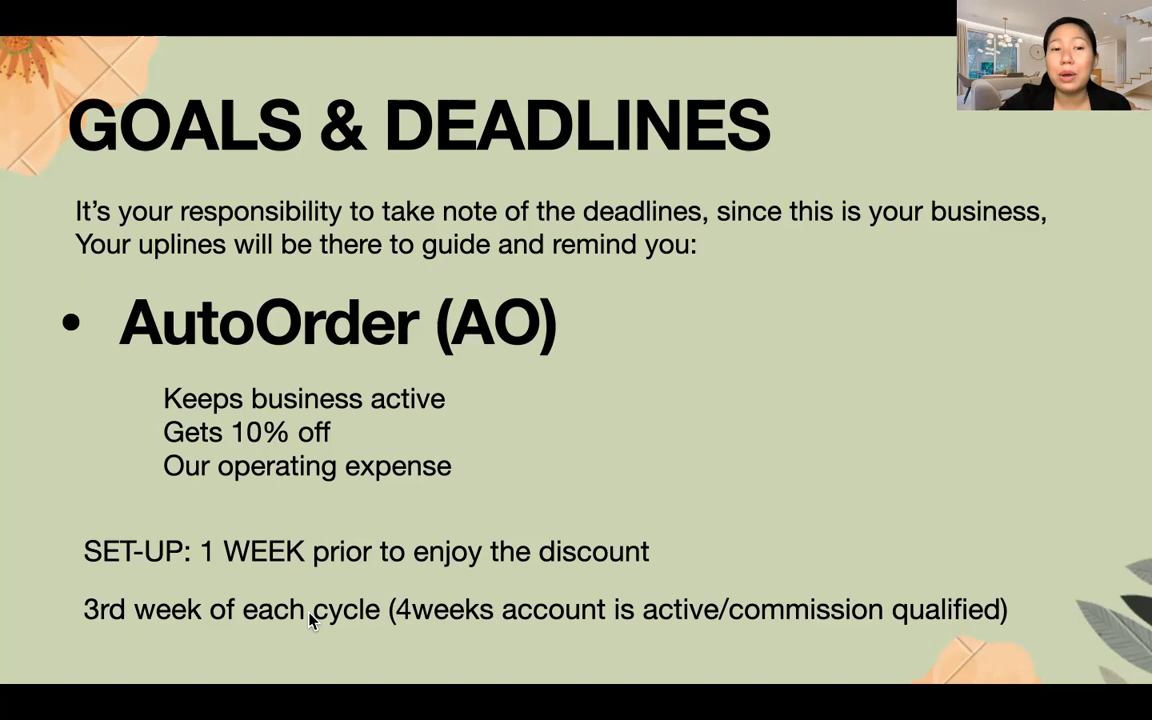 GOALS & DEADLINES
It's your responsibility to take note of the deadlines, since this is your business,
Your uplines will be there to guide and remind you:
• AutoOrder (AO)
Keeps business active
Gets 10% off
Our operating expense
SET-UP: 1 WEEK prior to enjoy the discount
3rd week of each cycle (4weeks account is active/commission qualified)